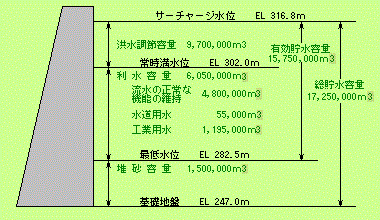 サーチャージ水位 EL 316.8m
洪水調節容量 9,700,000m3
有効貯水容量
15,750,000m3
常時満水位 EL 302.0m
利水容量 6,050,000m3
流水の正常な
機能の維持 4,800,000m3
総貯水容量
17,250,000m3
水道用水 55,000m3
工業用水 1,195,000m3
最低水位 EL 282.5m
堆砂容量 1,500,000m3
基礎地盤 EL 247.0m